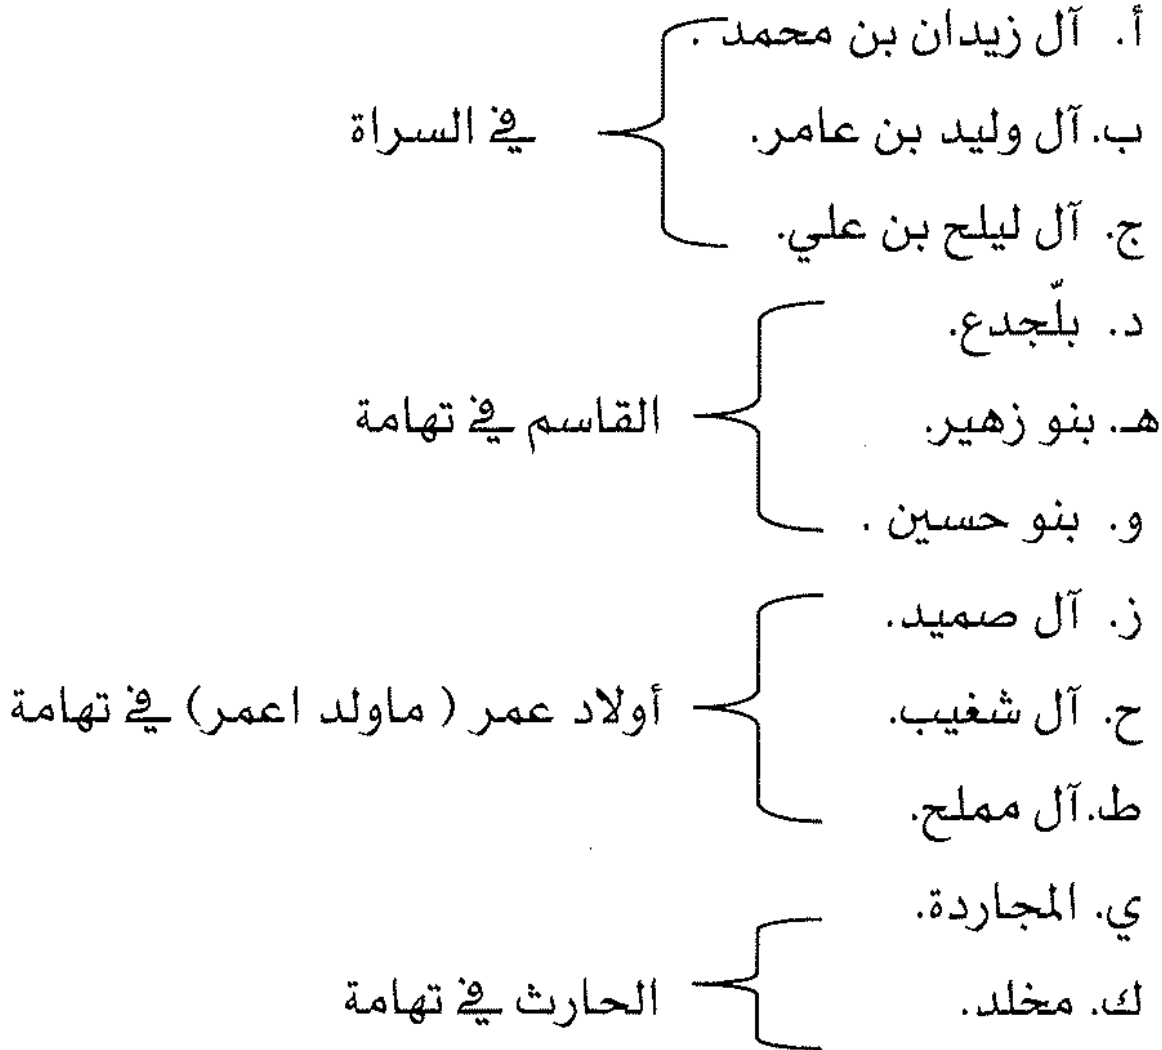 أ. آل زيدان بن محمد.
ب. آل وليد بن عامر.
في السراة
ج. آل ليلح بن علي.
د. بلّجدع.
هـ. بنو زهير.
القاسم في تهامة
و. بنو حسين .
ز. آل صميد.
ح. آل شغيب.
أولاد عمر ( ماولد اعمر) في تهامة
ط. آل مملح.
ي. المجاردة.
ك. مخلد.
الحارث في تهامة